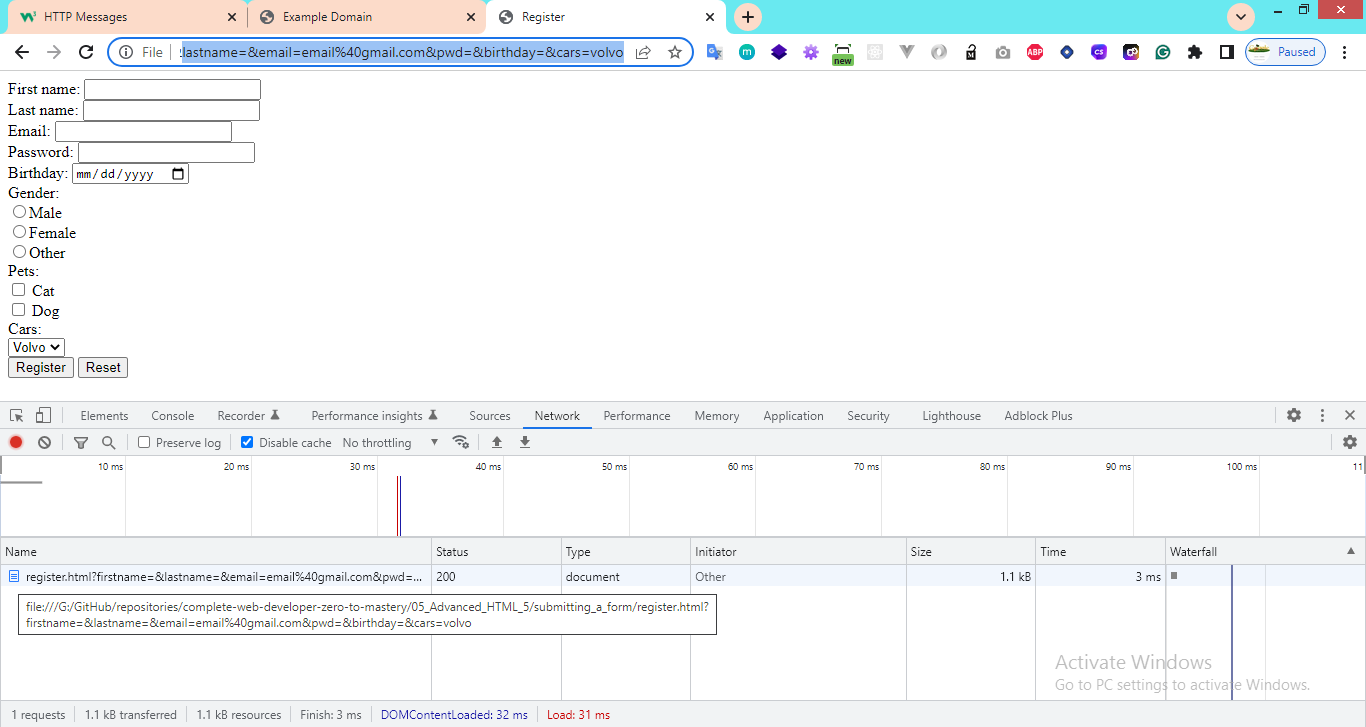 HTTP Messages
Example Domain
Register
File
lastname=&email=email%40gmail.com&pwd=&birthday=&cars=volvo
new
m
M
ABP
CS
Paused
First name:
Last name:
Email:
Password:
Birthday: mm/dd/yyyy
Gender:
Male
Female
Other
Pets:
Cat
Dog
Cars:
Volvo
Register Reset
Elements Console Recorder Performance insights Sources Network Performance Memory Application Security Lighthouse Adblock Plus
Preserve log Disable cache No throttling
10 ms 20 ms 30 ms 40 ms 50 ms 60 ms 70 ms 80 ms 90 ms 100 ms 11
Name Status Type Initiator Size Time Waterfall
register.html?firstname=&lastname=&email=email%40gmail.com&pwd=... 200 document Other 1.1 kB 3 ms
file:///G:/GitHub/repositories/complete-web-developer-zero-to-mastery/05_Advanced_HTML_5/submitting_a_form/register.html?
firstname=&lastname=&email=email%40gmail.com&pwd=&birthday=&cars=volvo
Activate Windows
Go to PC settings to activate Windows.
1 requests 1.1 kB transferred 1.1 kB resources Finish: 3 ms DOMContentLoaded: 32 ms Load: 31 ms